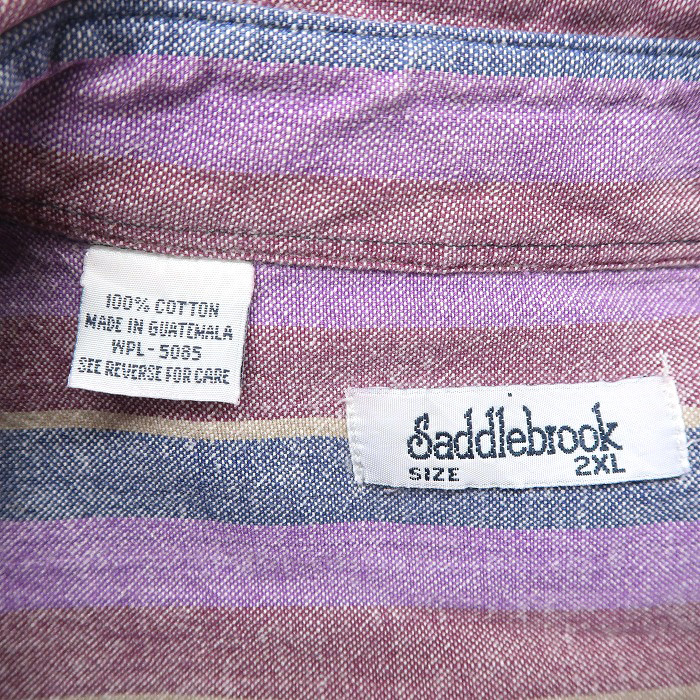 100% COTTON
MADE IN GUATEMALA
WPL-5085
SEE REVERSE FOR CARE
Saddlebrook
SIZE 2XL